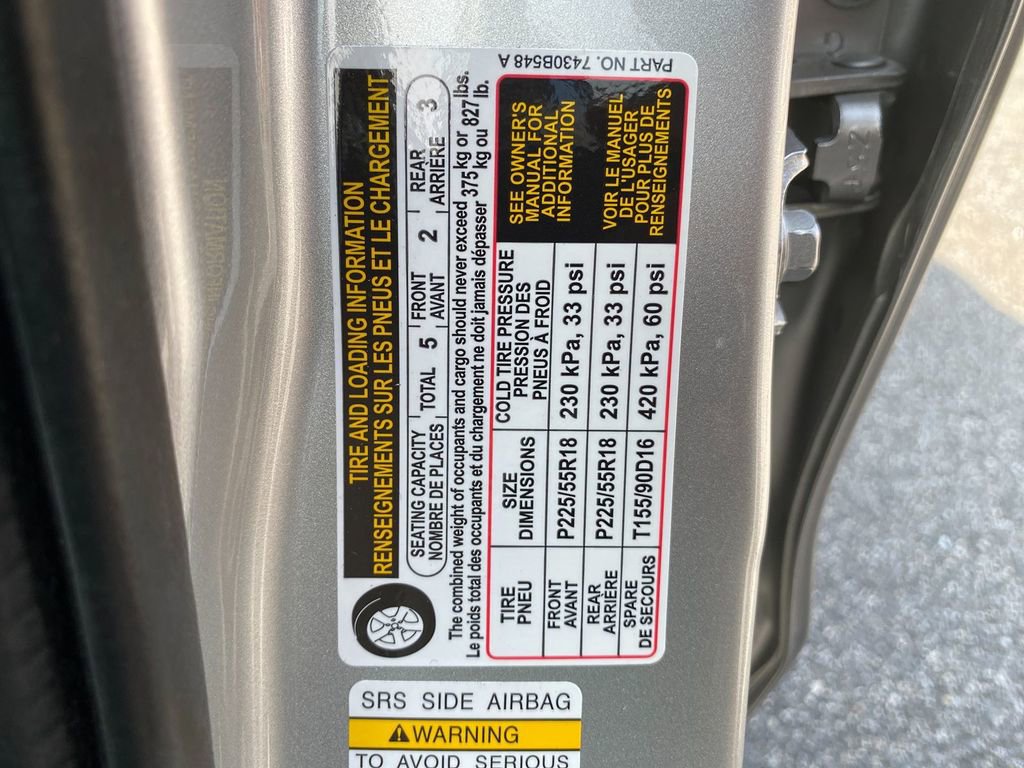 TIRE AND LOADING INFORMATION
RENSEIGNEMENTS SUR LES PNEUS ET LE CHARGEMENT
SEATING CAPACITY
NOMBRE DE PLACES
TOTAL 5
FRONT
AVANT
2
REAR
ARRIÈRE
3
The combined weight of occupants and cargo should never exceed 375 kg or 827 lbs.
Le poids total des occupants et du chargement ne doit jamais dépasser 375 kg ou 827 lb.
TIRE
PNEU
SIZE
DIMENSIONS
COLD TIRE PRESSURE
PRESSION DES
PNEUS À FROID
SEE OWNER'S
MANUAL FOR
ADDITIONAL
INFORMATION
VOIR LE MANUEL
DE L'USAGER
POUR PLUS DE
RENSEIGNEMENTS
FRONT
AVANT
P225/55R18
230 kPa, 33 psi
REAR
ARRIÈRE
P225/55R18
230 kPa, 33 psi
SPARE
DE SECOURS
T155/90D16
420 kPa, 60 psi
PART NO. 7430B548 A
SRS SIDE AIRBAG
WARNING
TO AVOID SERIOUS
2